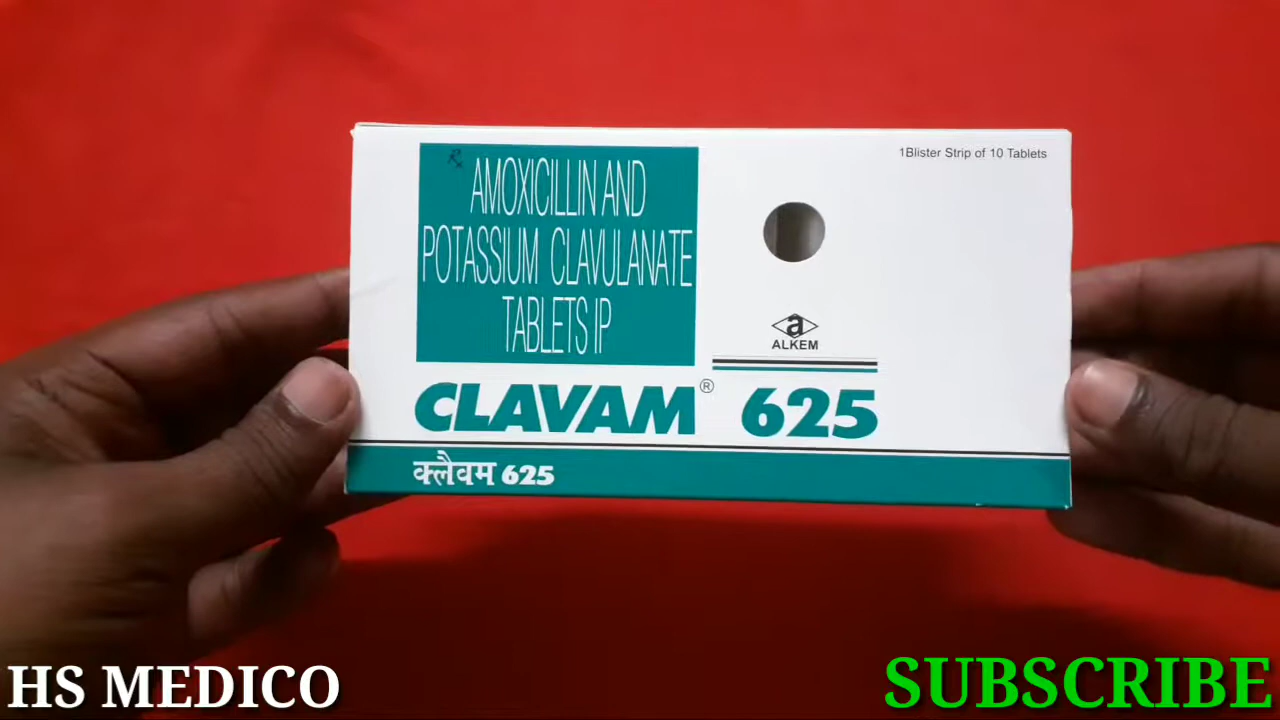 1Blister Strip of 10 Tablets
Rx
AMOXICILLIN AND
POTASSIUM CLAVULANATE
TABLETS IP
a
ALKEM
CLAVAM® 625
क्लैवम 625
HS MEDICO
SUBSCRIBE